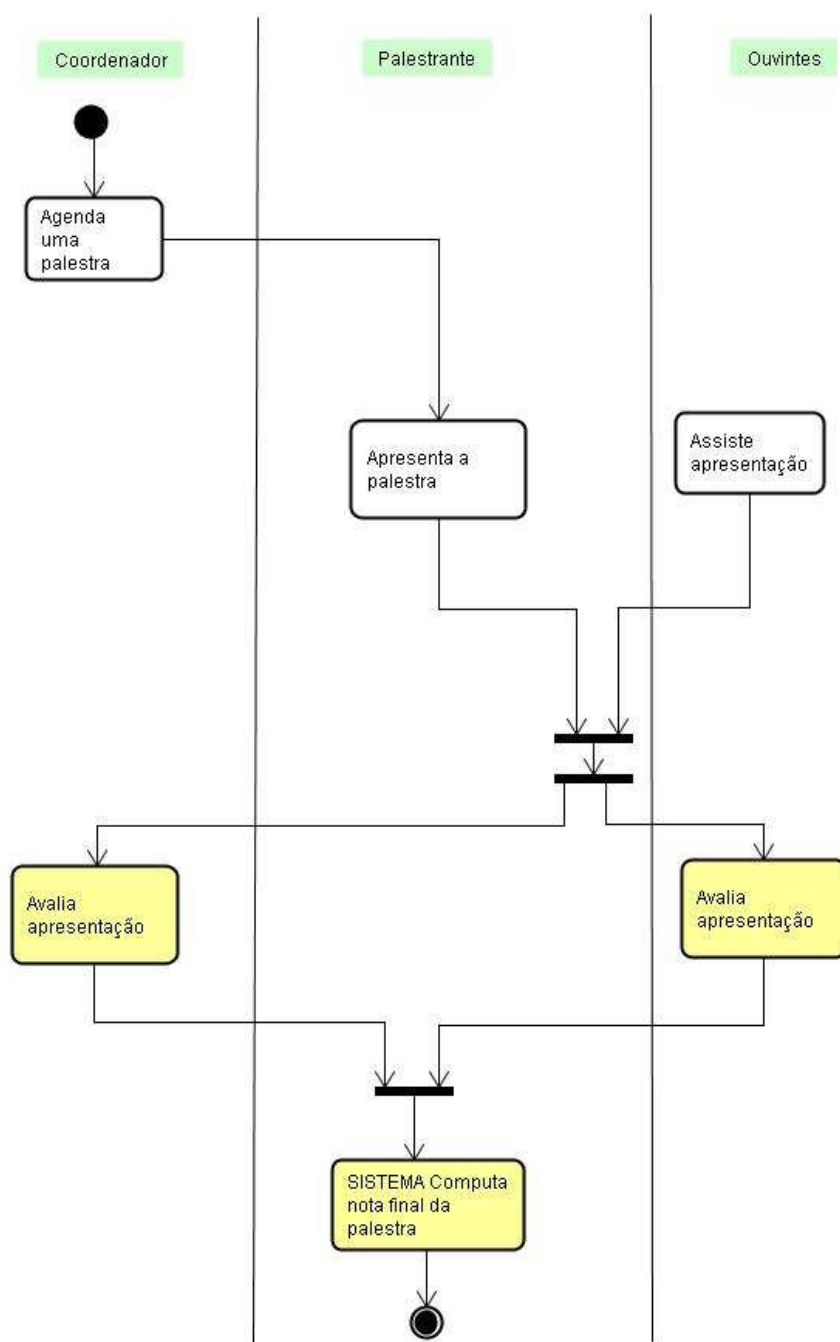 Coordenador
Palestrante
Ouvintes
Agenda
uma
palestra
Apresenta a
palestra
Assiste
apresentação
Avalia
apresentação
Avalia
apresentação
SISTEMA Computa
nota final da
palestra